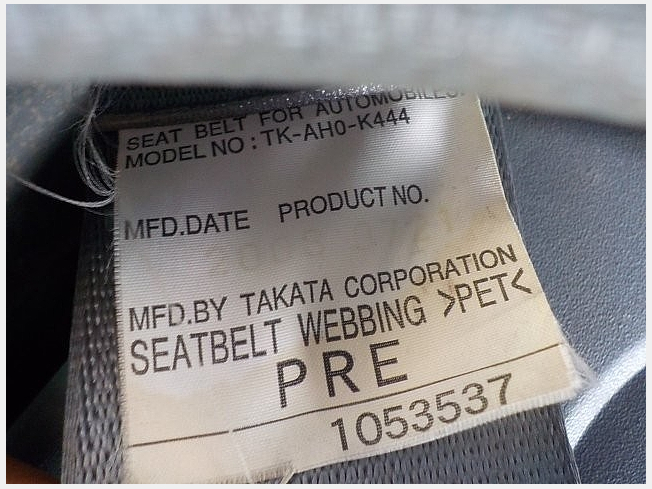 SEAT BELT FOR AUTOMOBILES
MODEL NO : TK-AH0-K444
MFD.DATE PRODUCT NO.
MFD.BY TAKATA CORPORATION
SEATBELT WEBBING >PET<
PRE
1053537